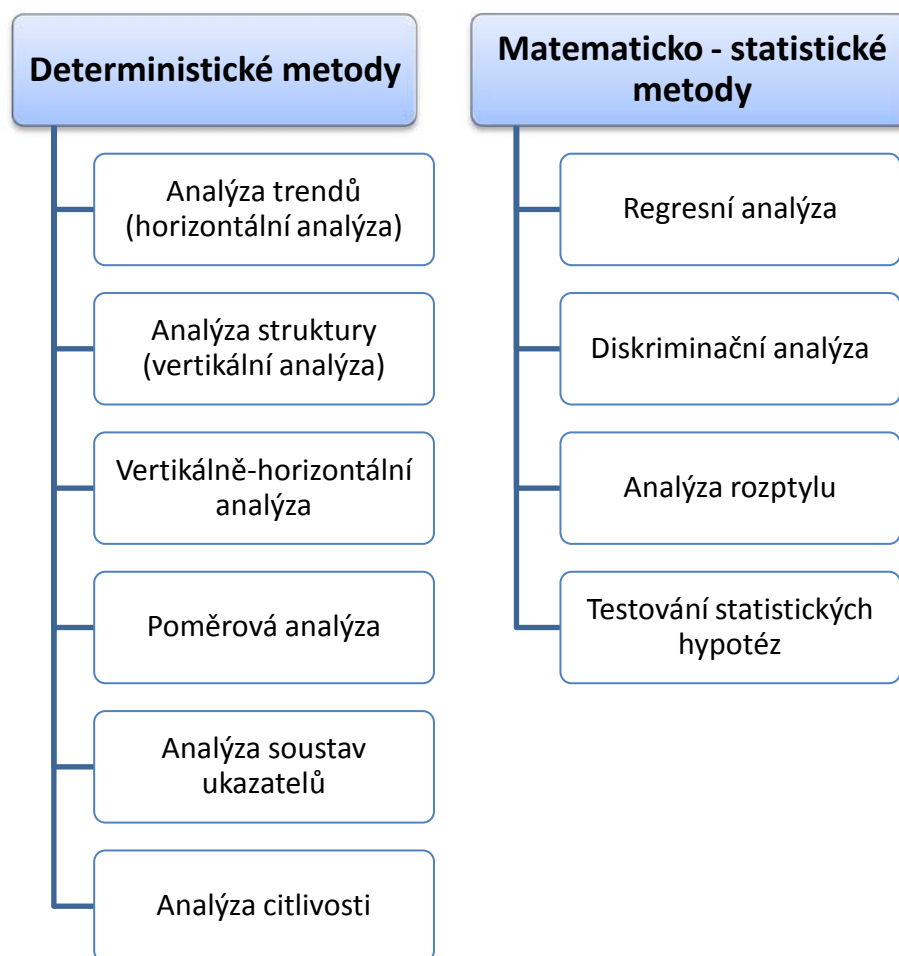 Deterministické metody
Analýza trendů
(horizontální analýza)
Analýza struktury
(vertikální analýza)
Vertikálně-horizontální
analýza
Poměrová analýza
Analýza soustav
ukazatelů
Analýza citlivosti
Matematicko - statistické
metody
Regresní analýza
Diskriminační analýza
Analýza rozptylu
Testování statistických
hypotéz